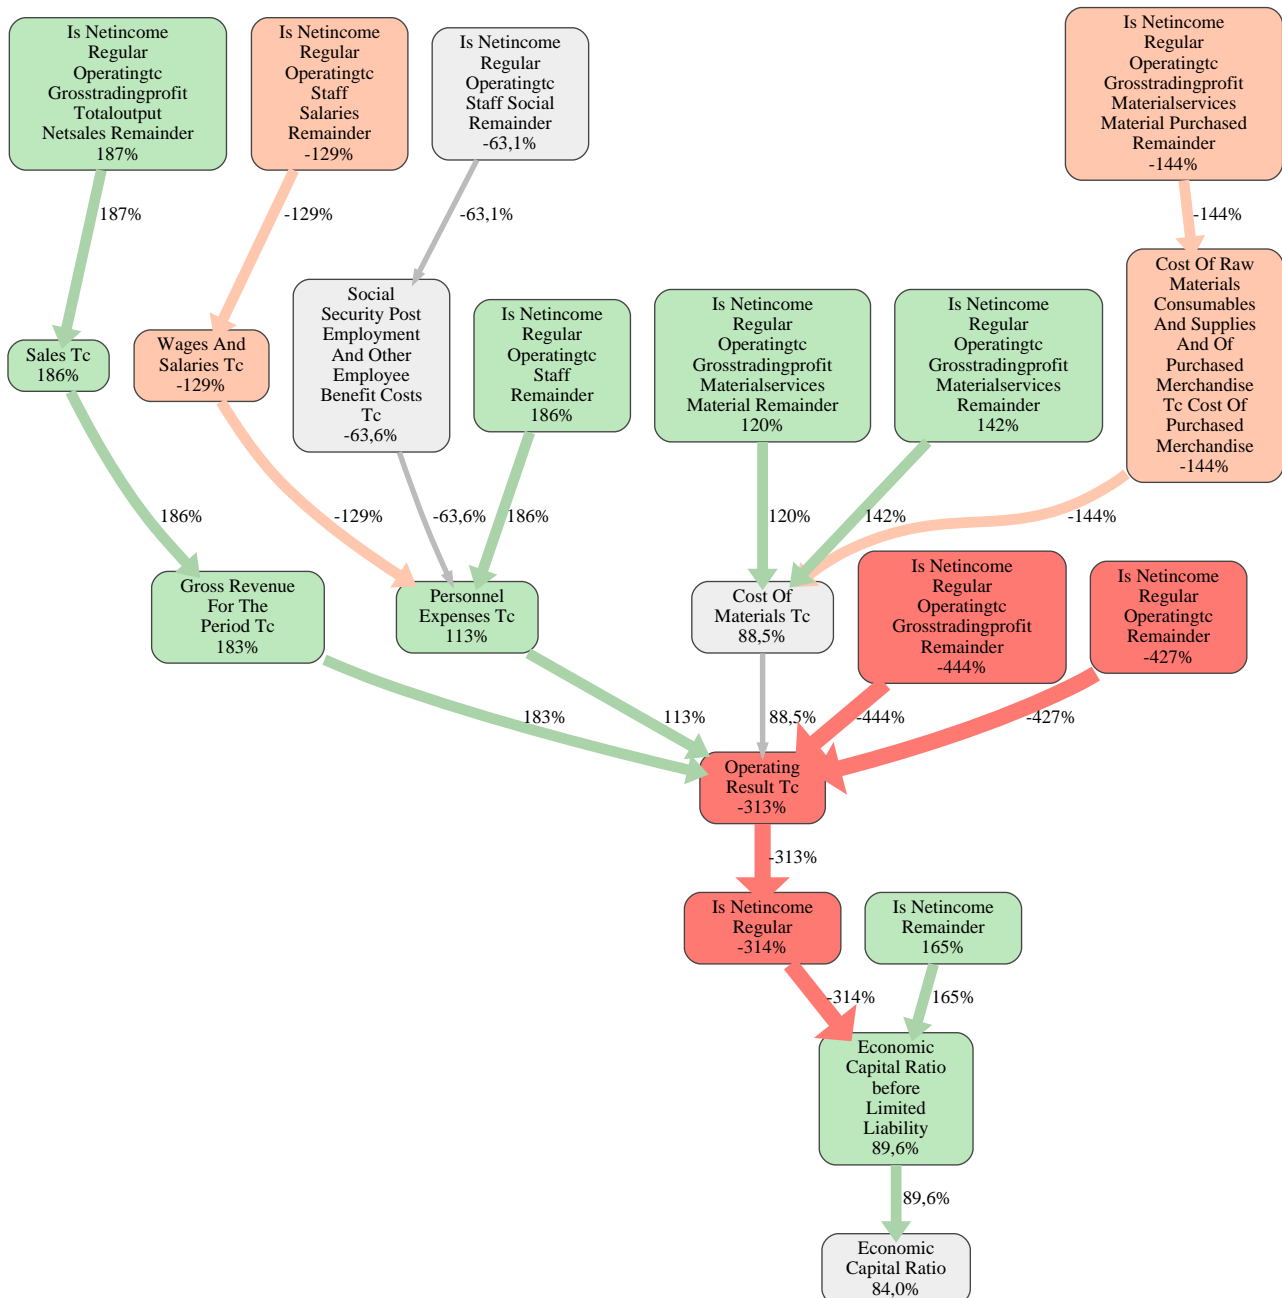 Is Netincome
Regular
Operatingtc
Grosstradingprofit
Totaloutput
Netsales Remainder
187%
Is Netincome
Regular
Operatingtc
Staff
Salaries
Remainder
-129%
Is Netincome
Regular
Operatingtc
Staff Social
Remainder
-63,1%
Is Netincome
Regular
Operatingtc
Grosstradingprofit
Materialservices
Material Purchased
Remainder
-144%
187%
-129%
-63,1%
-144%
Sales Tc
186%
Wages And
Salaries Tc
-129%
Social
Security Post
Employment
And Other
Employee
Benefit Costs
Tc
-63,6%
Is Netincome
Regular
Operatingtc
Staff
Remainder
186%
Is Netincome
Regular
Operatingtc
Grosstradingprofit
Materialservices
Material Remainder
120%
Is Netincome
Regular
Operatingtc
Grosstradingprofit
Materialservices
Remainder
142%
Cost Of Raw
Materials
Consumables
And Supplies
And Of
Purchased
Merchandise
Tc Cost Of
Purchased
Merchandise
-144%
186%
-129%
-63,6%
186%
120%
142%
-144%
Gross Revenue
For The
Period Tc
183%
Personnel
Expenses Tc
113%
Cost Of
Materials Tc
88,5%
Is Netincome
Regular
Operatingtc
Grosstradingprofit
Remainder
-444%
Is Netincome
Regular
Operatingtc
Remainder
-427%
183%
113%
88,5%
-444%
-427%
Operating
Result Tc
-313%
-313%
Is Netincome
Regular
-314%
Is Netincome
Remainder
165%
-314%
165%
Economic
Capital Ratio
before
Limited
Liability
89,6%
89,6%
Economic
Capital Ratio
84,0%